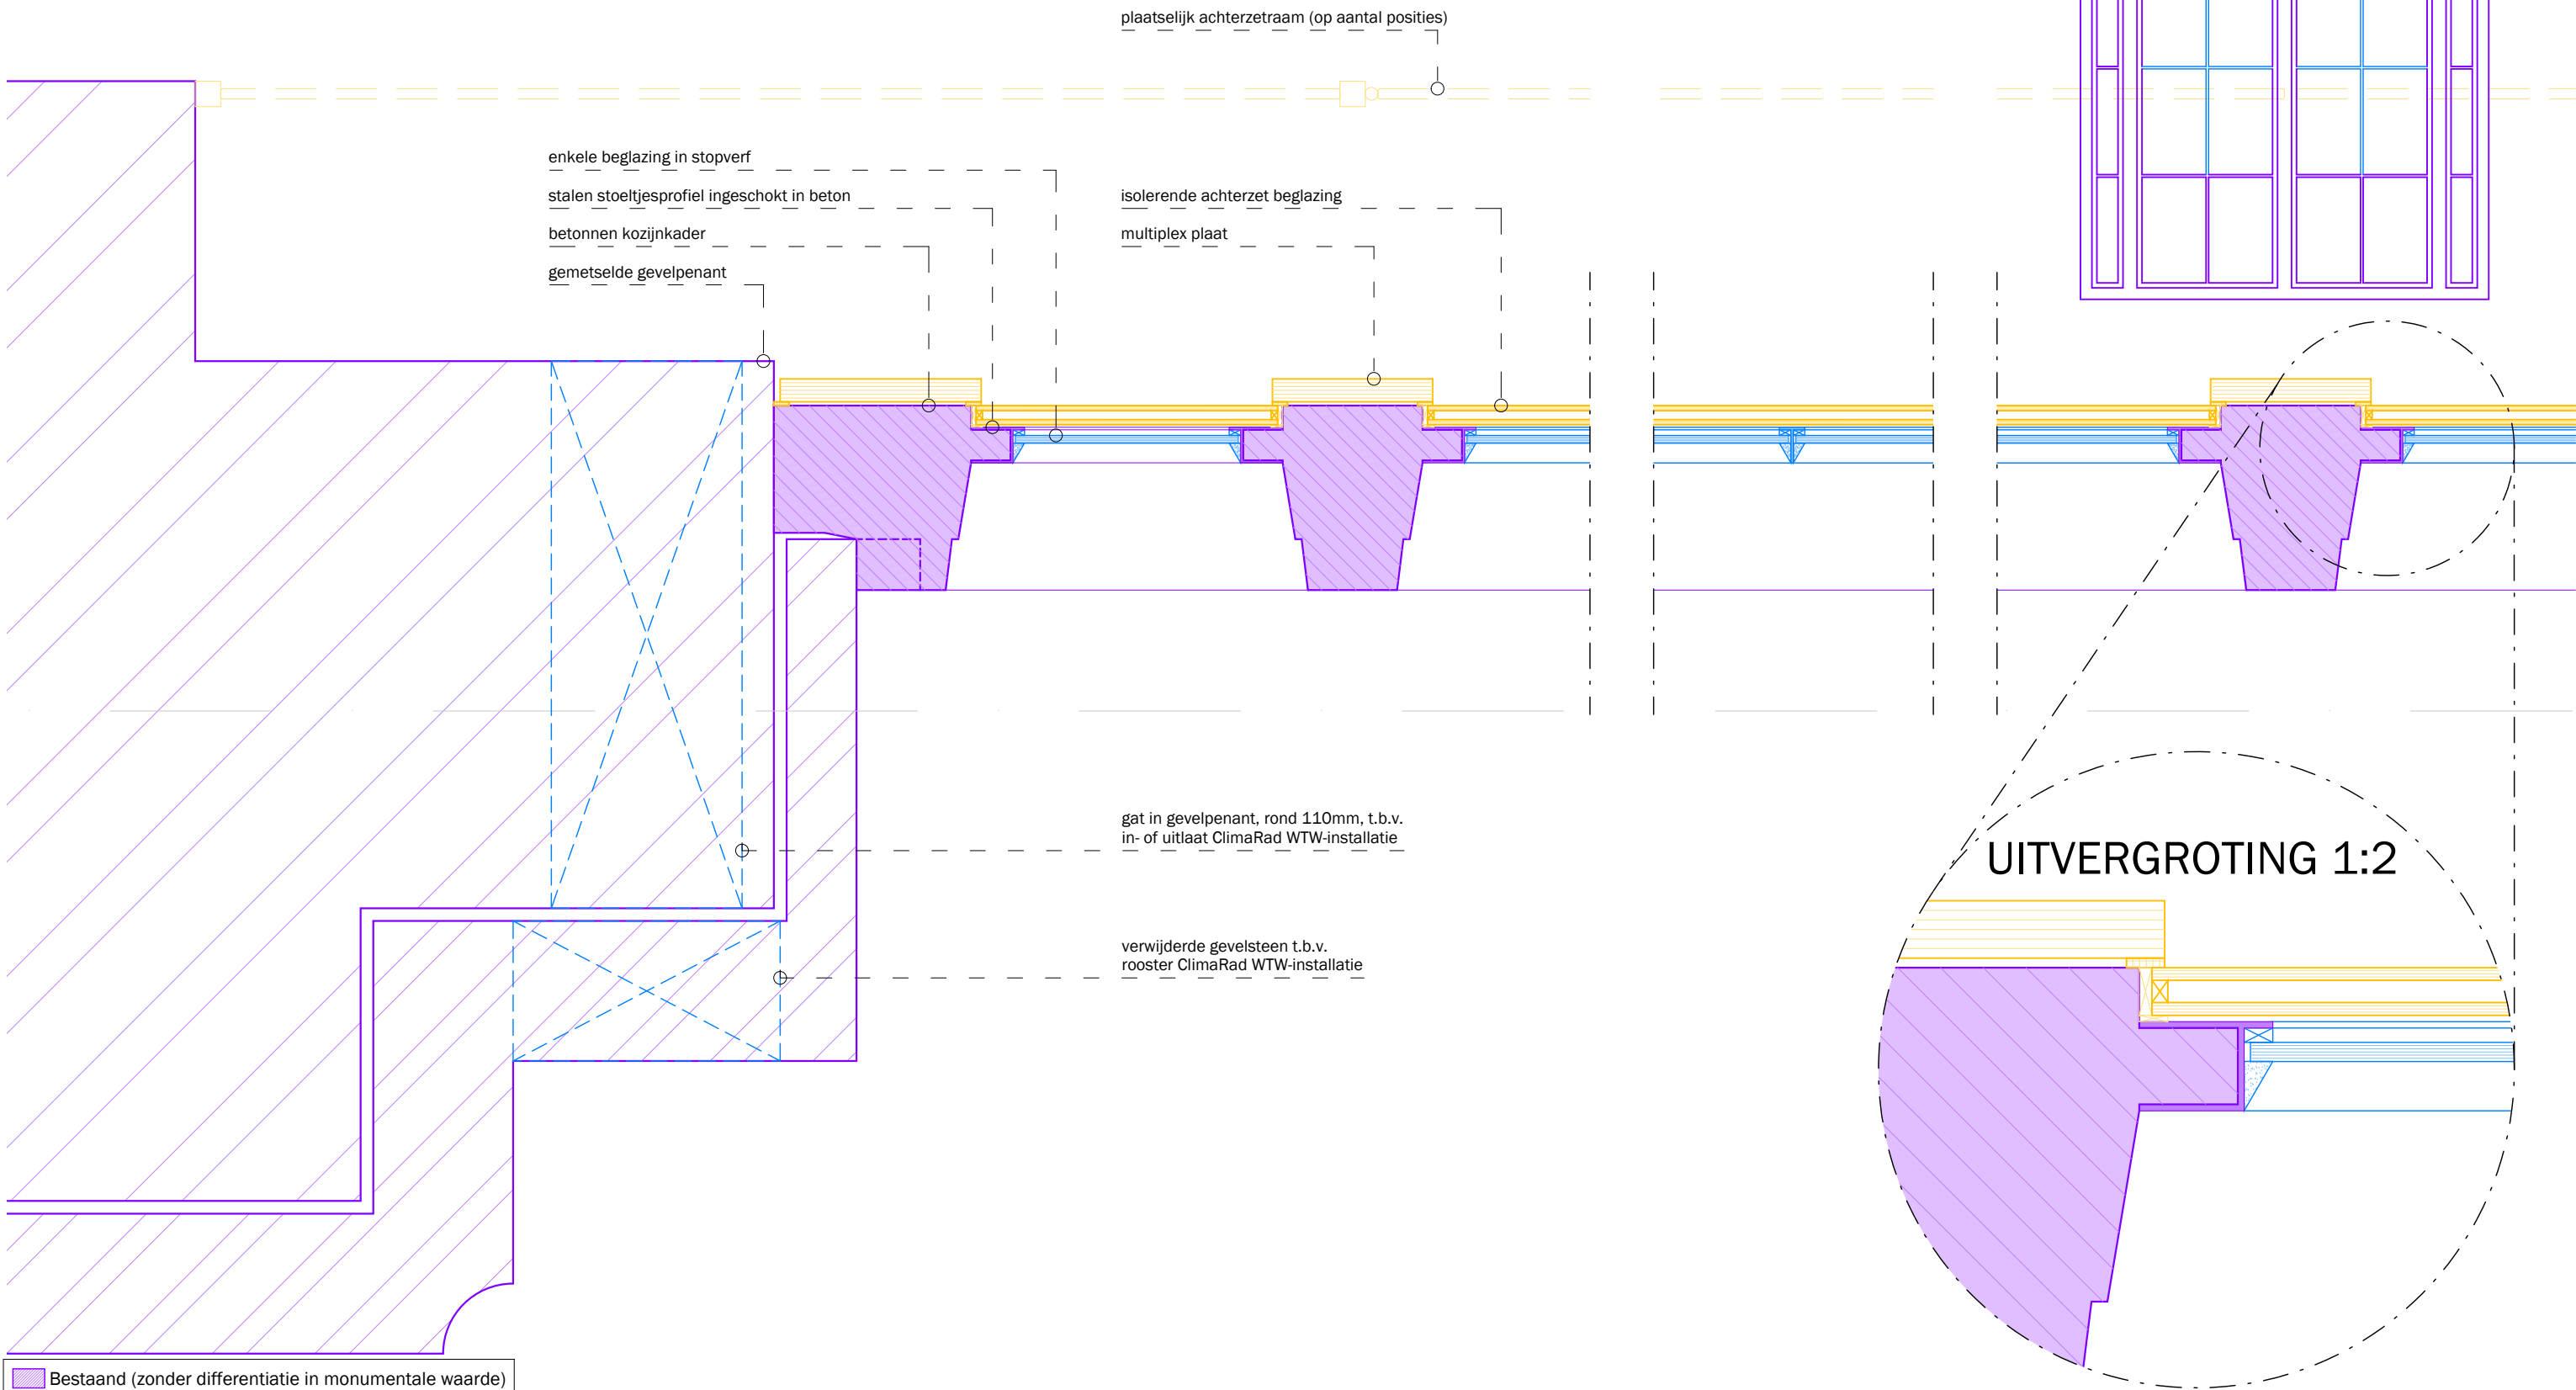 plaatselijk achterzetraam (op aantal posities)
enkele beglazing in stopverf
stalen stoeltjesprofiel ingeschokt in beton
betonnen kozijnkader
gemetselde gevelpenant
isolerende achterzet beglazing
multiplex plaat
gat in gevelpenant, rond 110mm, t.b.v.
in- of uitlaat ClimaRad WTW-installatie
verwijderde gevelsteen t.b.v.
rooster ClimaRad WTW-installatie
UITVERGROTING 1:2
Bestaand (zonder differentiatie in monumentale waarde)